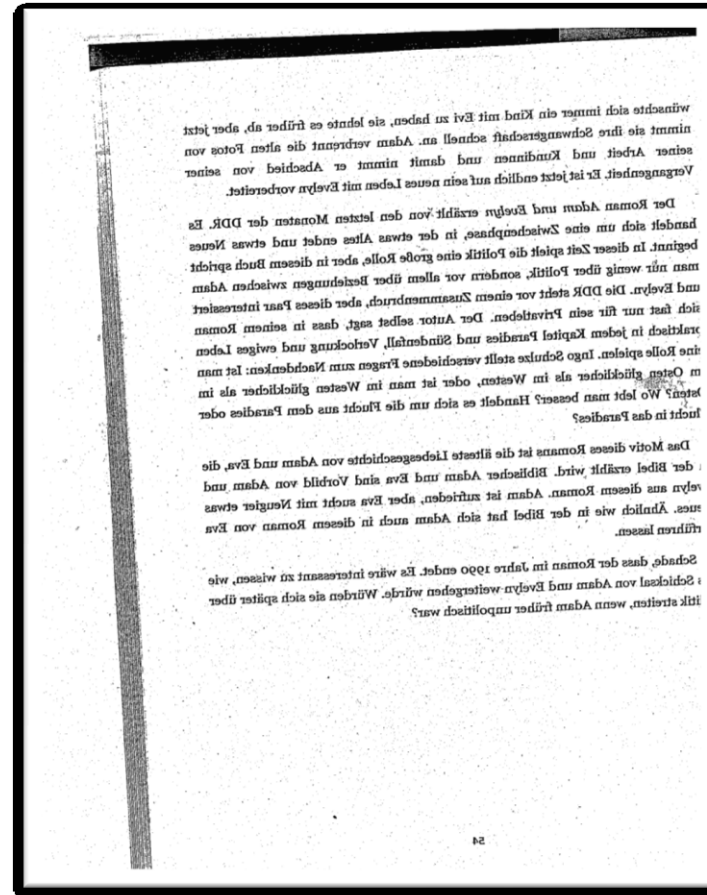 wünschte sich immer ein Kind mit Evi zu haben, sie lehnte es früher ab, aber jetzt
nimmt sie ihre Schwangerschaft schnell an. Adam verbrennt die alten Fotos von
seiner Arbeit und Kundinnen und damit nimmt er Abschied von seiner
Vergangenheit. Er ist jetzt endlich auf sein neues Leben mit Evelyn vorbereitet.
Der Roman Adam und Evelyn erzählt von den letzten Monaten der DDR. Es
handelt sich um eine Zwischenphase, in der etwas Altes endet und etwas Neues
beginnt. In dieser Zeit spielt die Politik eine große Rolle, aber in diesem Buch spricht
man nur wenig über Politik, sondern vor allem über Beziehungen zwischen Adam
und Evelyn. Die DDR steht vor einem Zusammenbruch, aber dieses Paar interessiert
sich fast nur für sein Privatleben. Der Autor selbst sagt, dass in seinem Roman
praktisch in jedem Kapitel Paradies und Sündenfall, Verlockung und ewiges Leben
ine Rolle spielen. Ingo Schulze stellt verschiedene Fragen zum Nachdenken: Ist man
m Osten glücklicher als im Westen, oder ist man im Westen glücklicher als im
Osten? Wo lebt man besser? Handelt es sich um die Flucht aus dem Paradies oder
lucht in das Paradies?
Das Motiv dieses Romans ist die älteste Liebesgeschichte von Adam und Eva, die
der Bibel erzählt wird. Biblischer Adam und Eva sind Vorbild von Adam und
velyn aus diesem Roman. Adam ist zufrieden, aber Eva sucht mit Neugier etwas
ues. Ähnlich wie in der Bibel hat sich Adam auch in diesem Roman von Eva
rführen lassen.
Schade, dass der Roman im Jahre 1990 endet. Es wäre interessant zu wissen, wie
s Schicksal von Adam und Evelyn weitergehen würde. Würden sie sich später über
itik streiten, wenn Adam früher unpolitisch war?
54